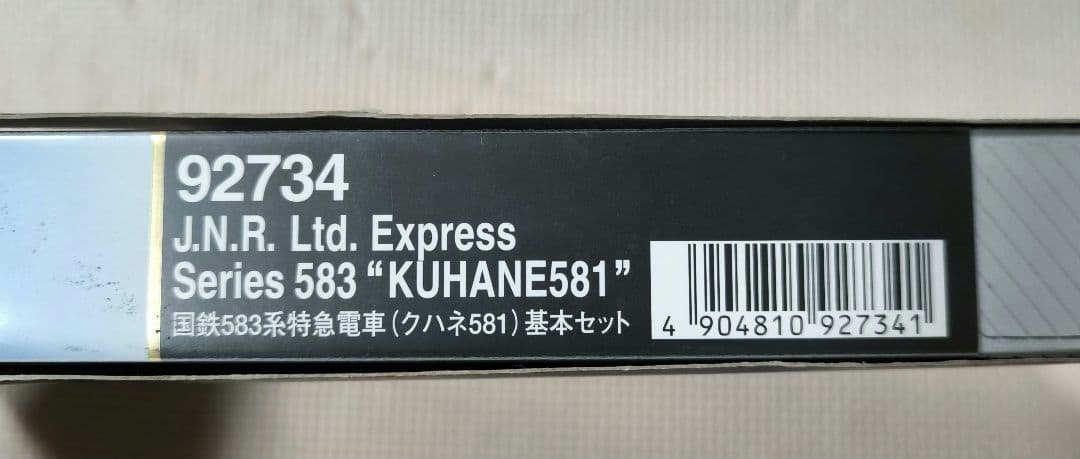 92734
J.N.R. Ltd. Express
Series 583 “KUHANE581”
国鉄583系特急電車(クハネ581)基本セット
4 904810 927341